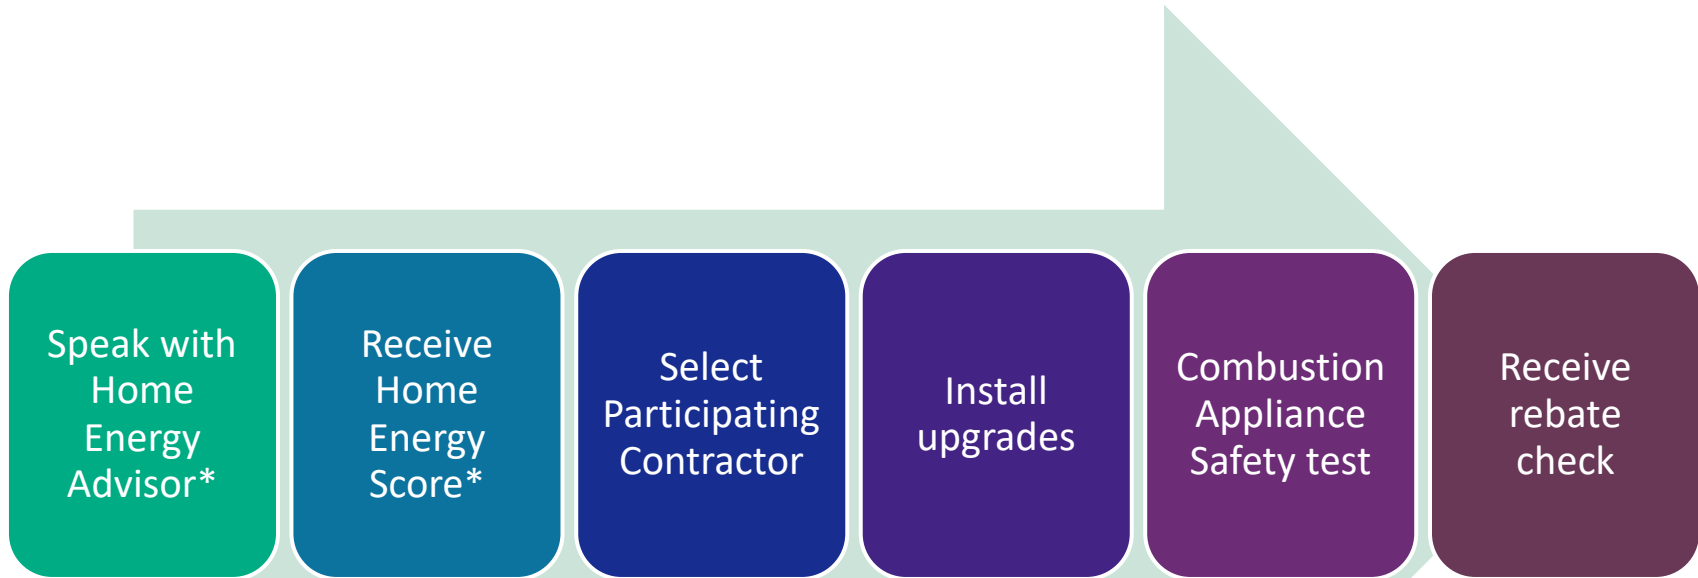 Speak with
Home
Energy
Advisor*
Receive
Home
Energy
Score*
Select
Participating
Contractor
Install
upgrades
Combustion
Appliance
Safety test
Receive
rebate
check